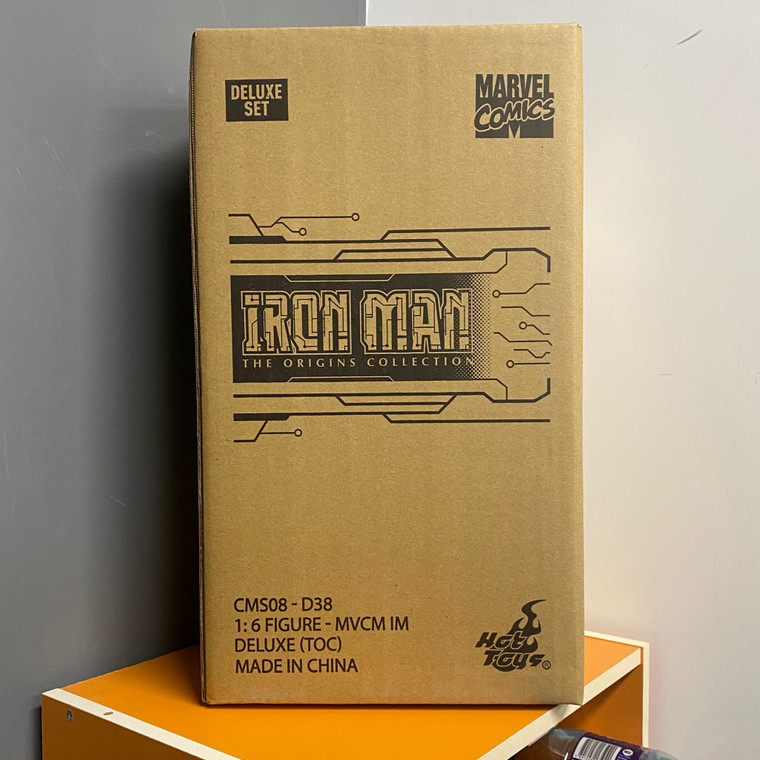 DELUXE
SET
MARVEL
COMICS
M
IRON MAN
THE ORIGINS COLLECTION
CMS08 - D38
1: 6 FIGURE - MVCM IM
DELUXE (TOC)
MADE IN CHINA
Hot
Toys®